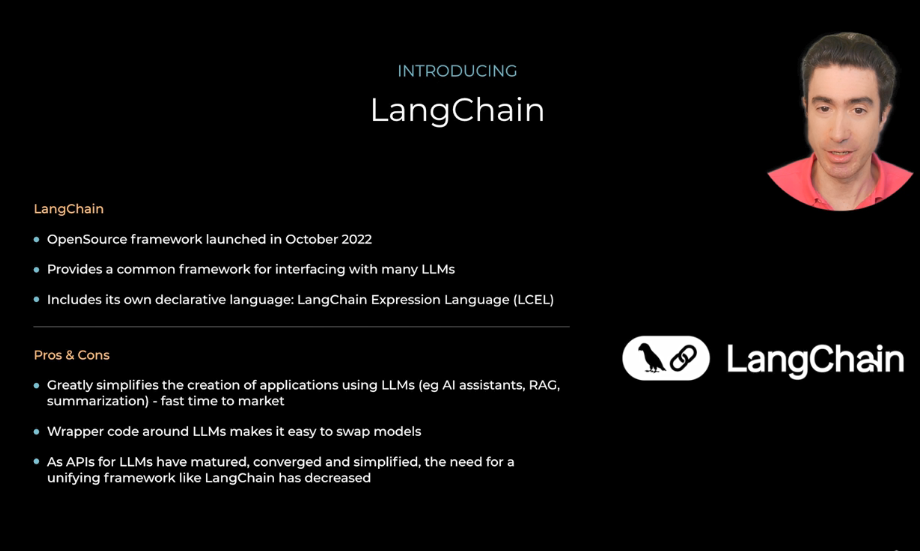 INTRODUCING
LangChain
LangChain
OpenSource framework launched in October 2022
Provides a common framework for interfacing with many LLMs
Includes its own declarative language: LangChain Expression Language (LCEL)
Pros & Cons
Greatly simplifies the creation of applications using LLMs (eg AI assistants, RAG,
summarization) - fast time to market
Wrapper code around LLMs makes it easy to swap models
As APIs for LLMs have matured, converged and simplified, the need for a
unifying framework like LangChain has decreased
LangChain